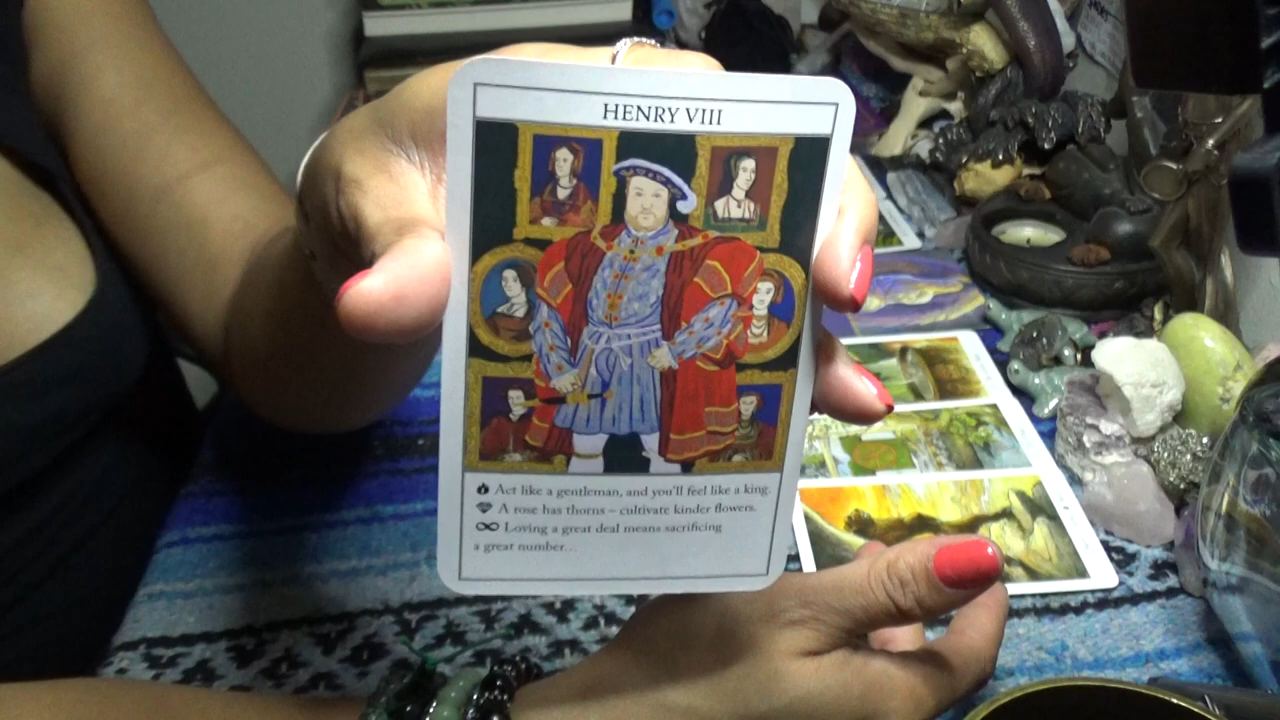 HENRY VIII
Act like a gentleman, and you'll feel like a king.
A rose has thorns – cultivate kinder flowers.
∞ Loving a great deal means sacrificing
a great number...